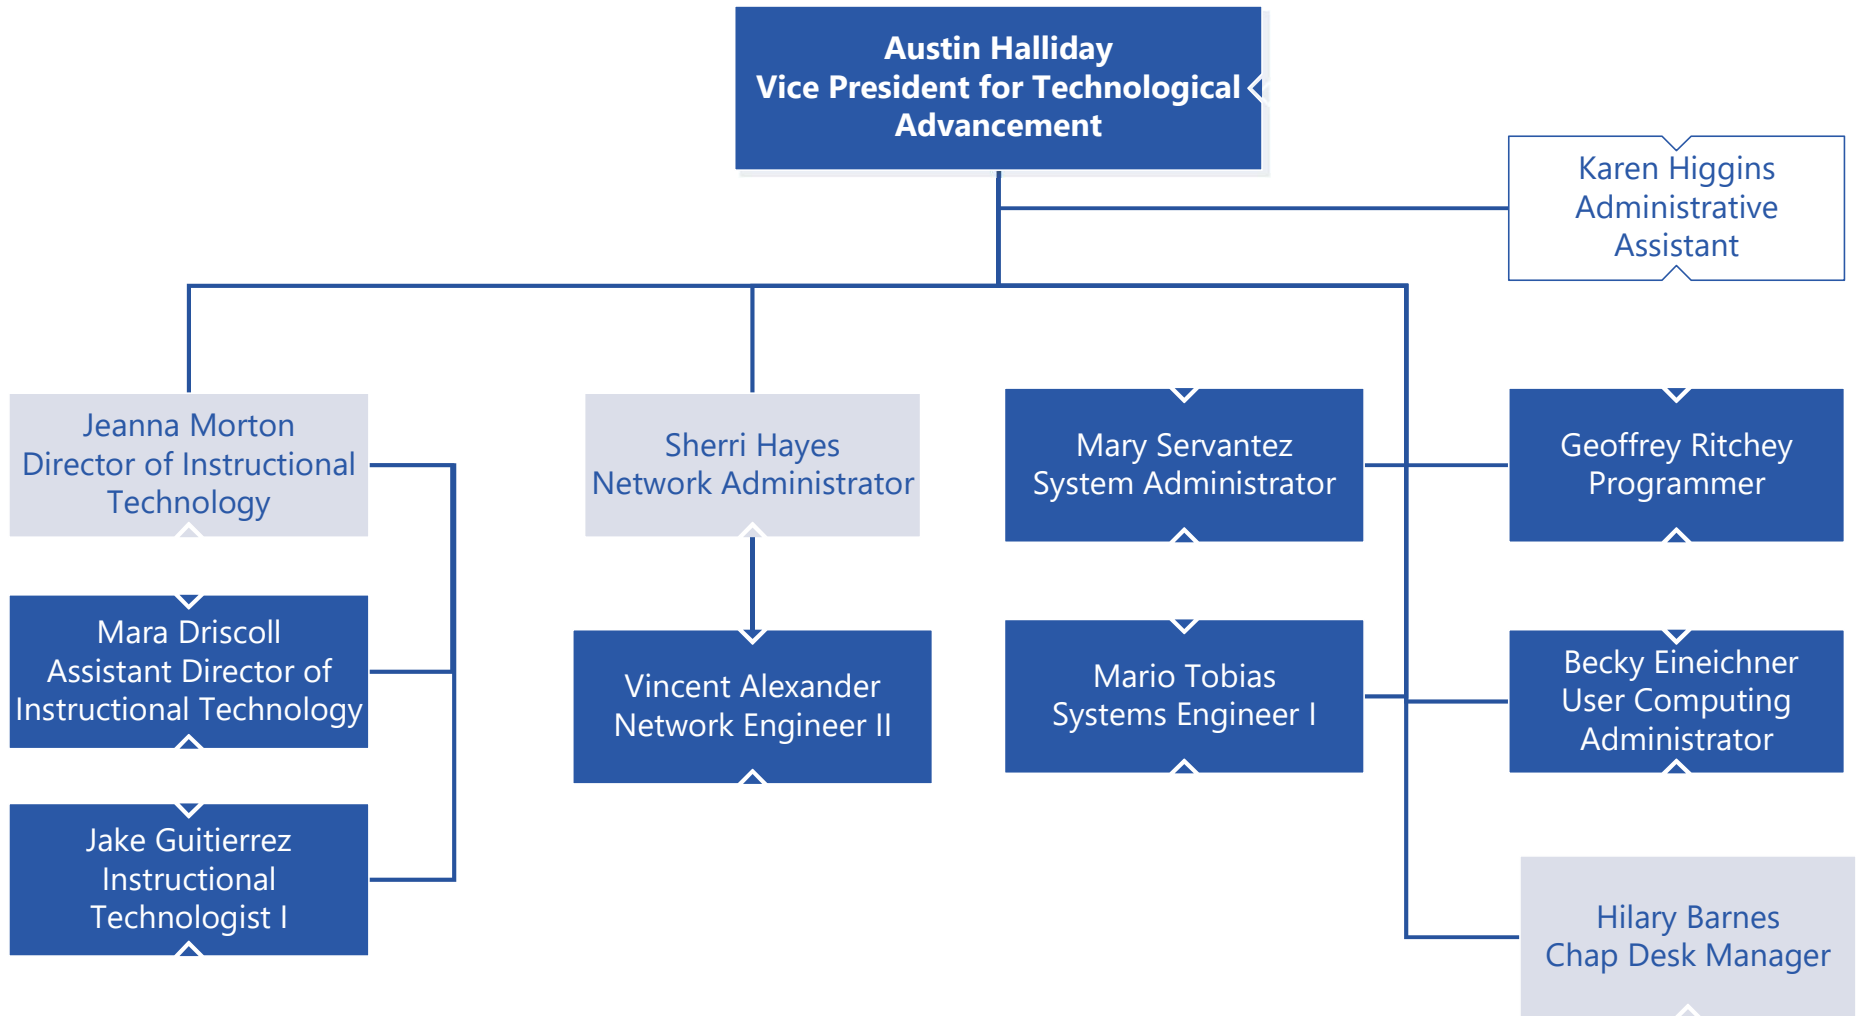 Austin Halliday
Vice President for Technological
Advancement
Karen Higgins
Administrative
Assistant
Jeanna Morton
Director of Instructional
Technology
Sherri Hayes
Network Administrator
Mary Servantez
System Administrator
Geoffrey Ritchey
Programmer
Mara Driscoll
Assistant Director of
Instructional Technology
Vincent Alexander
Network Engineer II
Mario Tobias
Systems Engineer I
Becky Eineichner
User Computing
Administrator
Jake Guitierrez
Instructional
Technologist I
Hilary Barnes
Chap Desk Manager